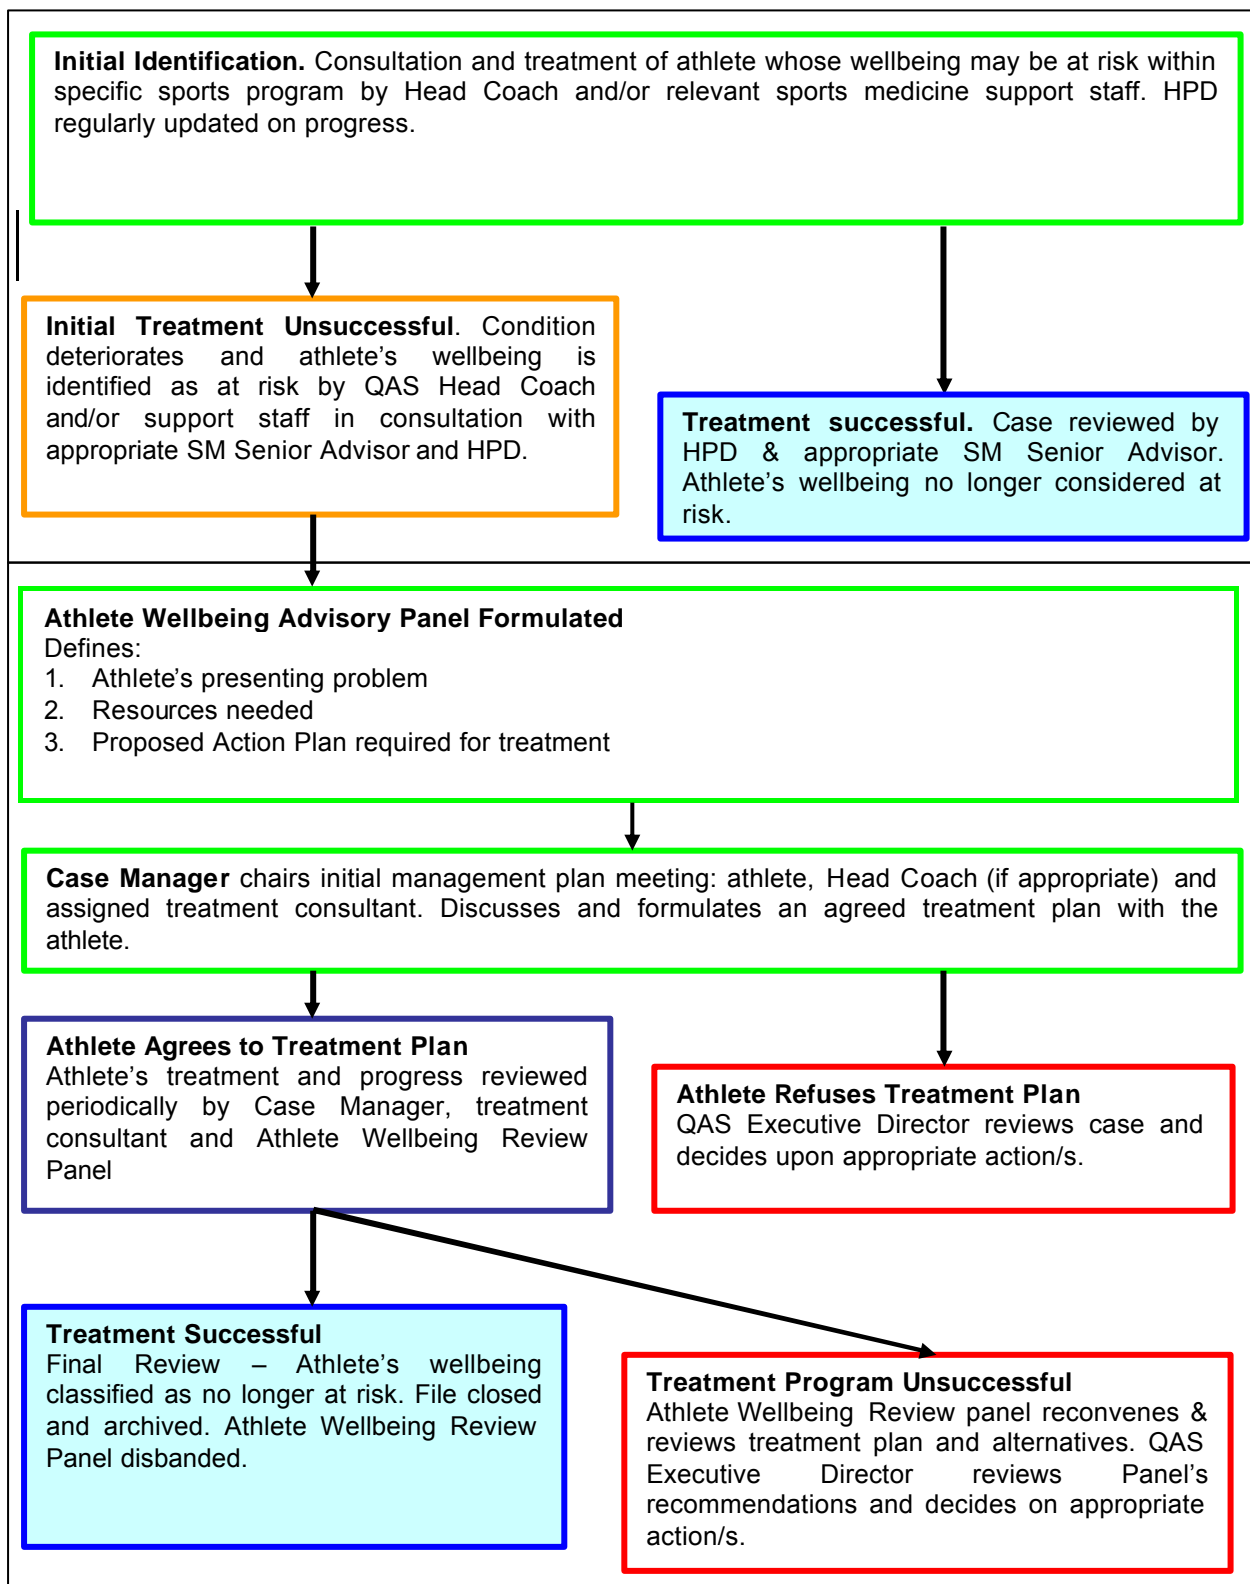 Initial Identification. Consultation and treatment of athlete whose wellbeing may be at risk within
specific sports program by Head Coach and/or relevant sports medicine support staff. HPD
regularly updated on progress.
Initial Treatment Unsuccessful. Condition
deteriorates and athlete’s wellbeing is
identified as at risk by QAS Head Coach
and/or support staff in consultation with
appropriate SM Senior Advisor and HPD.
Treatment successful. Case reviewed by
HPD & appropriate SM Senior Advisor.
Athlete’s wellbeing no longer considered at
risk.
Athlete Wellbeing Advisory Panel Formulated
Defines:
1. Athlete’s presenting problem
2. Resources needed
3. Proposed Action Plan required for treatment
Case Manager chairs initial management plan meeting: athlete, Head Coach (if appropriate) and
assigned treatment consultant. Discusses and formulates an agreed treatment plan with the
athlete.
Athlete Agrees to Treatment Plan
Athlete’s treatment and progress reviewed
periodically by Case Manager, treatment
consultant and Athlete Wellbeing Review
Panel
Athlete Refuses Treatment Plan
QAS Executive Director reviews case and
decides upon appropriate action/s.
Treatment Successful
Final Review – Athlete’s wellbeing
classified as no longer at risk. File closed
and archived. Athlete Wellbeing Review
Panel disbanded.
Treatment Program Unsuccessful
Athlete Wellbeing Review panel reconvenes &
reviews treatment plan and alternatives. QAS
Executive Director reviews Panel’s
recommendations and decides on appropriate
action/s.